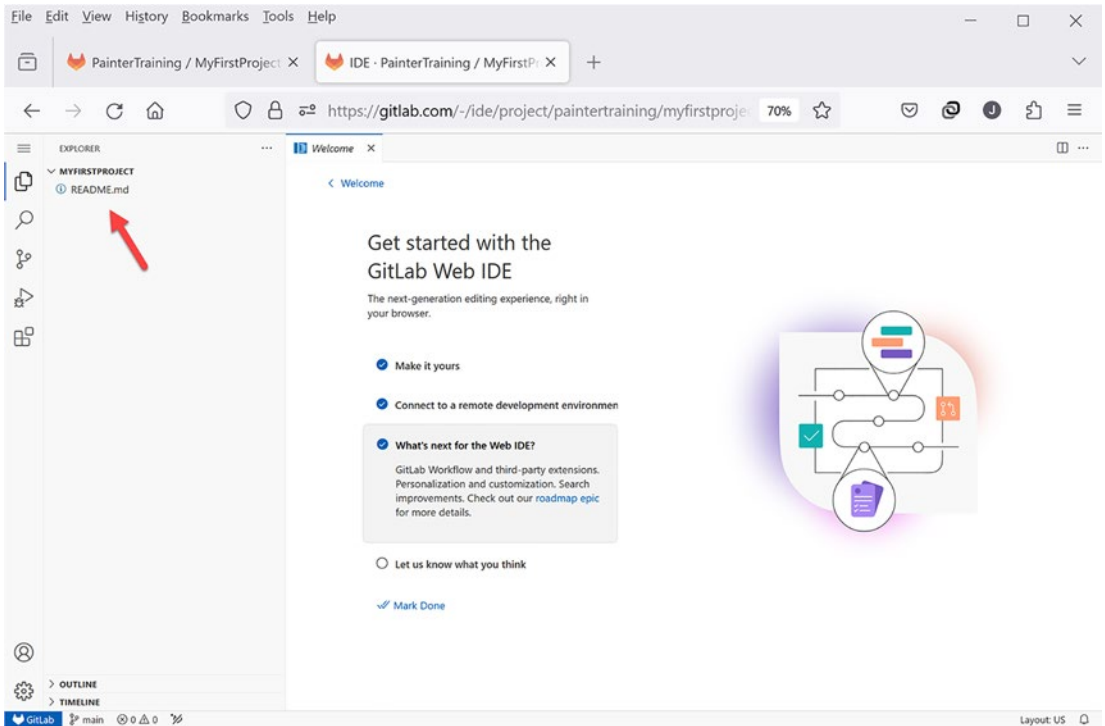 File Edit View History Bookmarks Tools Help
PainterTraining / MyFirstProject
IDE · PainterTraining / MyFirstPr
https://gitlab.com/-/ide/project/paintertraining/myfirstprojec 70%
J
EXPLORER
Welcome
MYFIRSTPROJECT
README.md
Welcome
Get started with the
GitLab Web IDE
The next-generation editing experience, right in
your browser.
Make it yours
Connect to a remote development environmen
What's next for the Web IDE?
GitLab Workflow and third-party extensions.
Personalization and customization. Search
improvements. Check out our roadmap epic
for more details.
Let us know what you think
Mark Done
OUTLINE
TIMELINE
GitLab main 0 0 Layout: US